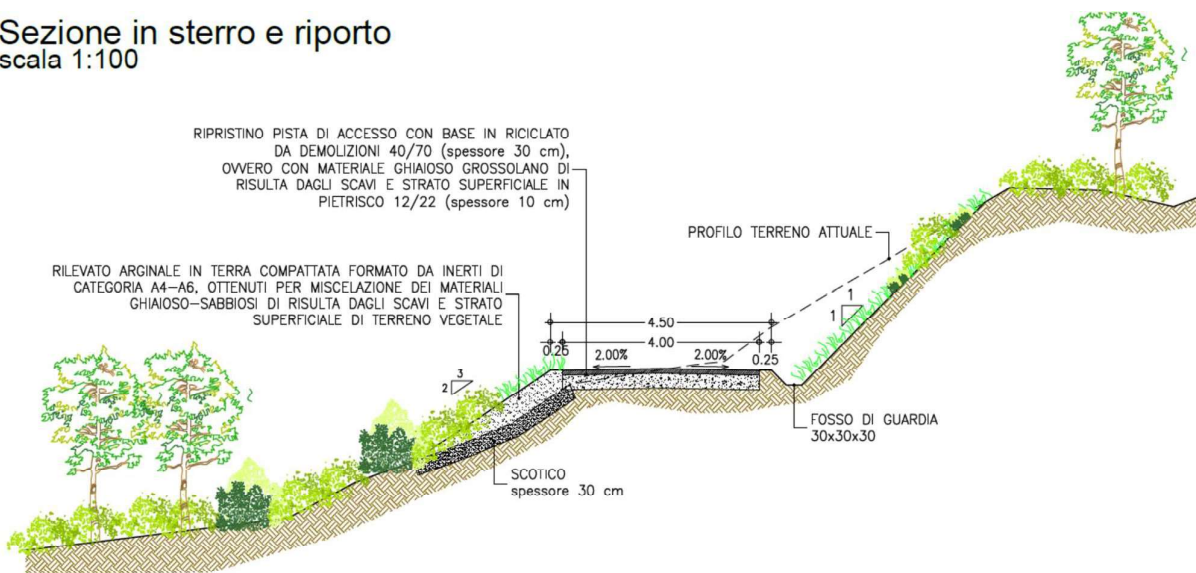 Sezione in sterro e riporto
scala 1:100
RIPRISTINO PISTA DI ACCESSO CON BASE IN RICICLATO
DA DEMOLIZIONI 40/70 (spessore 30 cm),
OVVERO CON MATERIALE GHIAIOSO GROSSOLANO DI
RISULTA DAGLI SCAVI E STRATO SUPERFICIALE IN
PIETRISCO 12/22 (spessore 10 cm)
PROFILO TERRENO ATTUALE
RILEVATO ARGINALE IN TERRA COMPATTATA FORMATO DA INERTI DI
CATEGORIA A4-A6, OTTENUTI PER MISCELAZIONE DEI MATERIALI
GHIAIOSO-SABBIOSI DI RISULTA DAGLI SCAVI E STRATO
SUPERFICIALE DI TERRENO VEGETALE
1
1
4.50
4.00
0.25
2.00%
2.00%
0.25
3
2
FOSSO DI GUARDIA
30x30x30
SCOTICO
spessore 30 cm